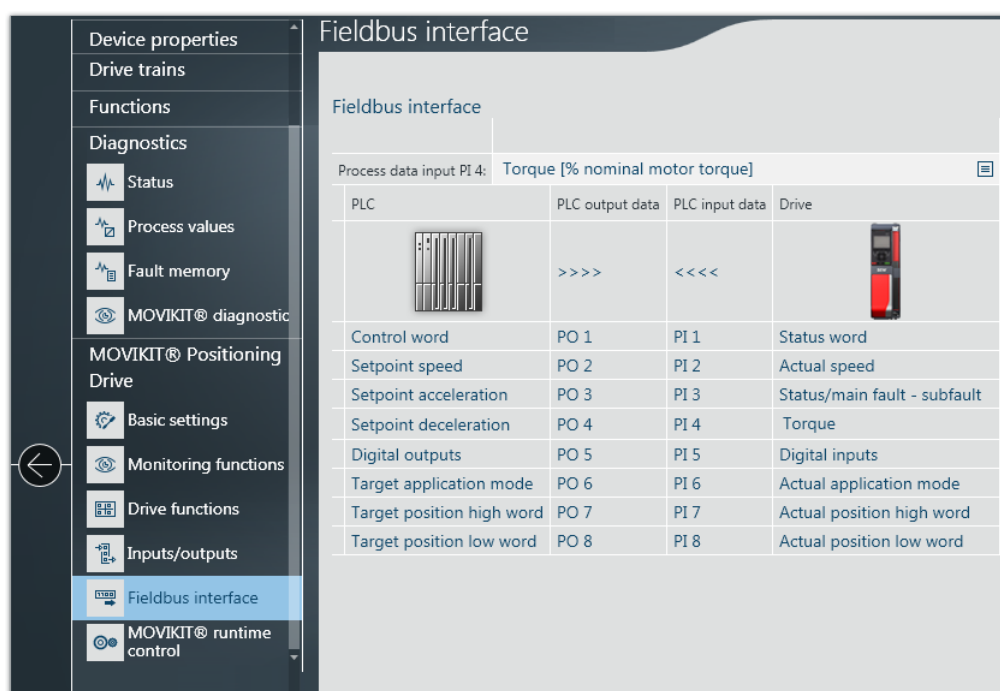 Device properties
Drive trains
Functions
Diagnostics
Status
Process values
Fault memory
MOVIKIT® diagnostic
MOVIKIT® Positioning
Drive
Basic settings
Monitoring functions
Drive functions
Inputs/outputs
Fieldbus interface
MOVIKIT® runtime
control
Fieldbus interface
Fieldbus interface
Process data input PI 4: Torque [% nominal motor torque]
PLC PLC output data PLC input data Drive
>>>> <<<<
Control word PO 1 PI 1 Status word
Setpoint speed PO 2 PI 2 Actual speed
Setpoint acceleration PO 3 PI 3 Status/main fault - subfault
Setpoint deceleration PO 4 PI 4 Torque
Digital outputs PO 5 PI 5 Digital inputs
Target application mode PO 6 PI 6 Actual application mode
Target position high word PO 7 PI 7 Actual position high word
Target position low word PO 8 PI 8 Actual position low word